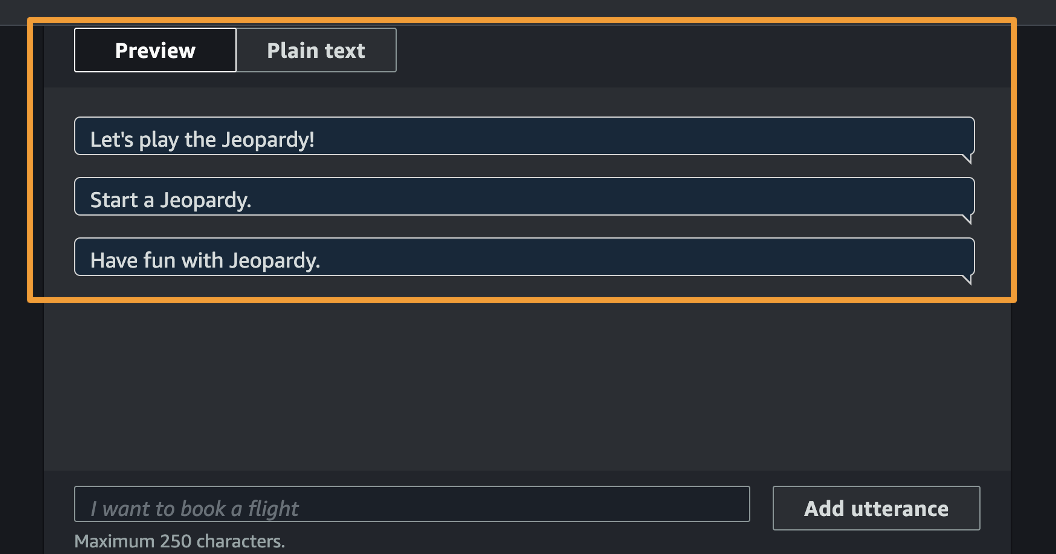 Preview Plain text
Let's play the Jeopardy!
Start a Jeopardy.
Have fun with Jeopardy.
I want to book a flight Add utterance
Maximum 250 characters.